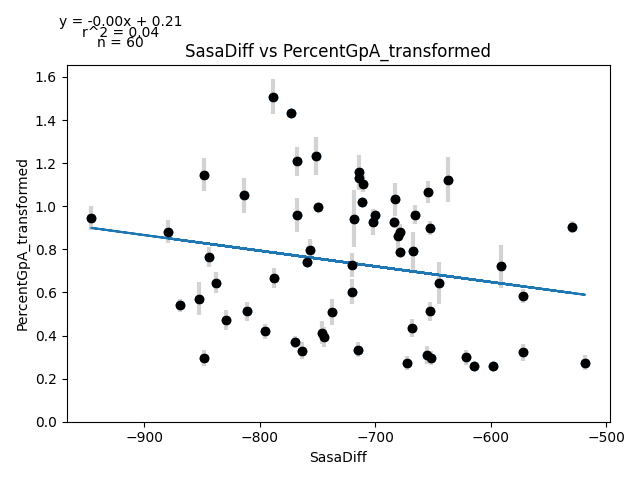 y = -0.00x + 0.21
r^2 = 0.04
n = 60
SasaDiff vs PercentGpA_transformed
PercentGpA_transformed
1.6
1.4
1.2
1.0
0.8
0.6
0.4
0.2
0.0
−900
−800
−700
−600
−500
SasaDiff